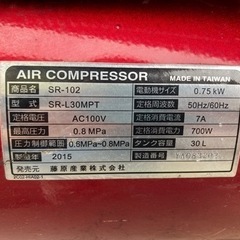 AIR COMPRESSOR
MADE IN TAIWAN
商品名 SR-102 電動機サイズ 0.75 kW
型式 SR-L30MPT 定格周波数 50Hz/60Hz
定格電圧 AC100V 定格消費電流 7A
最高圧力 0.8 MPa 定格消費電力 700W
圧力制御範囲 0.6MPa~0.8 MPa タンク容量 30 L
製造年 2015 製造番号
発売元 藤原産業株式会社